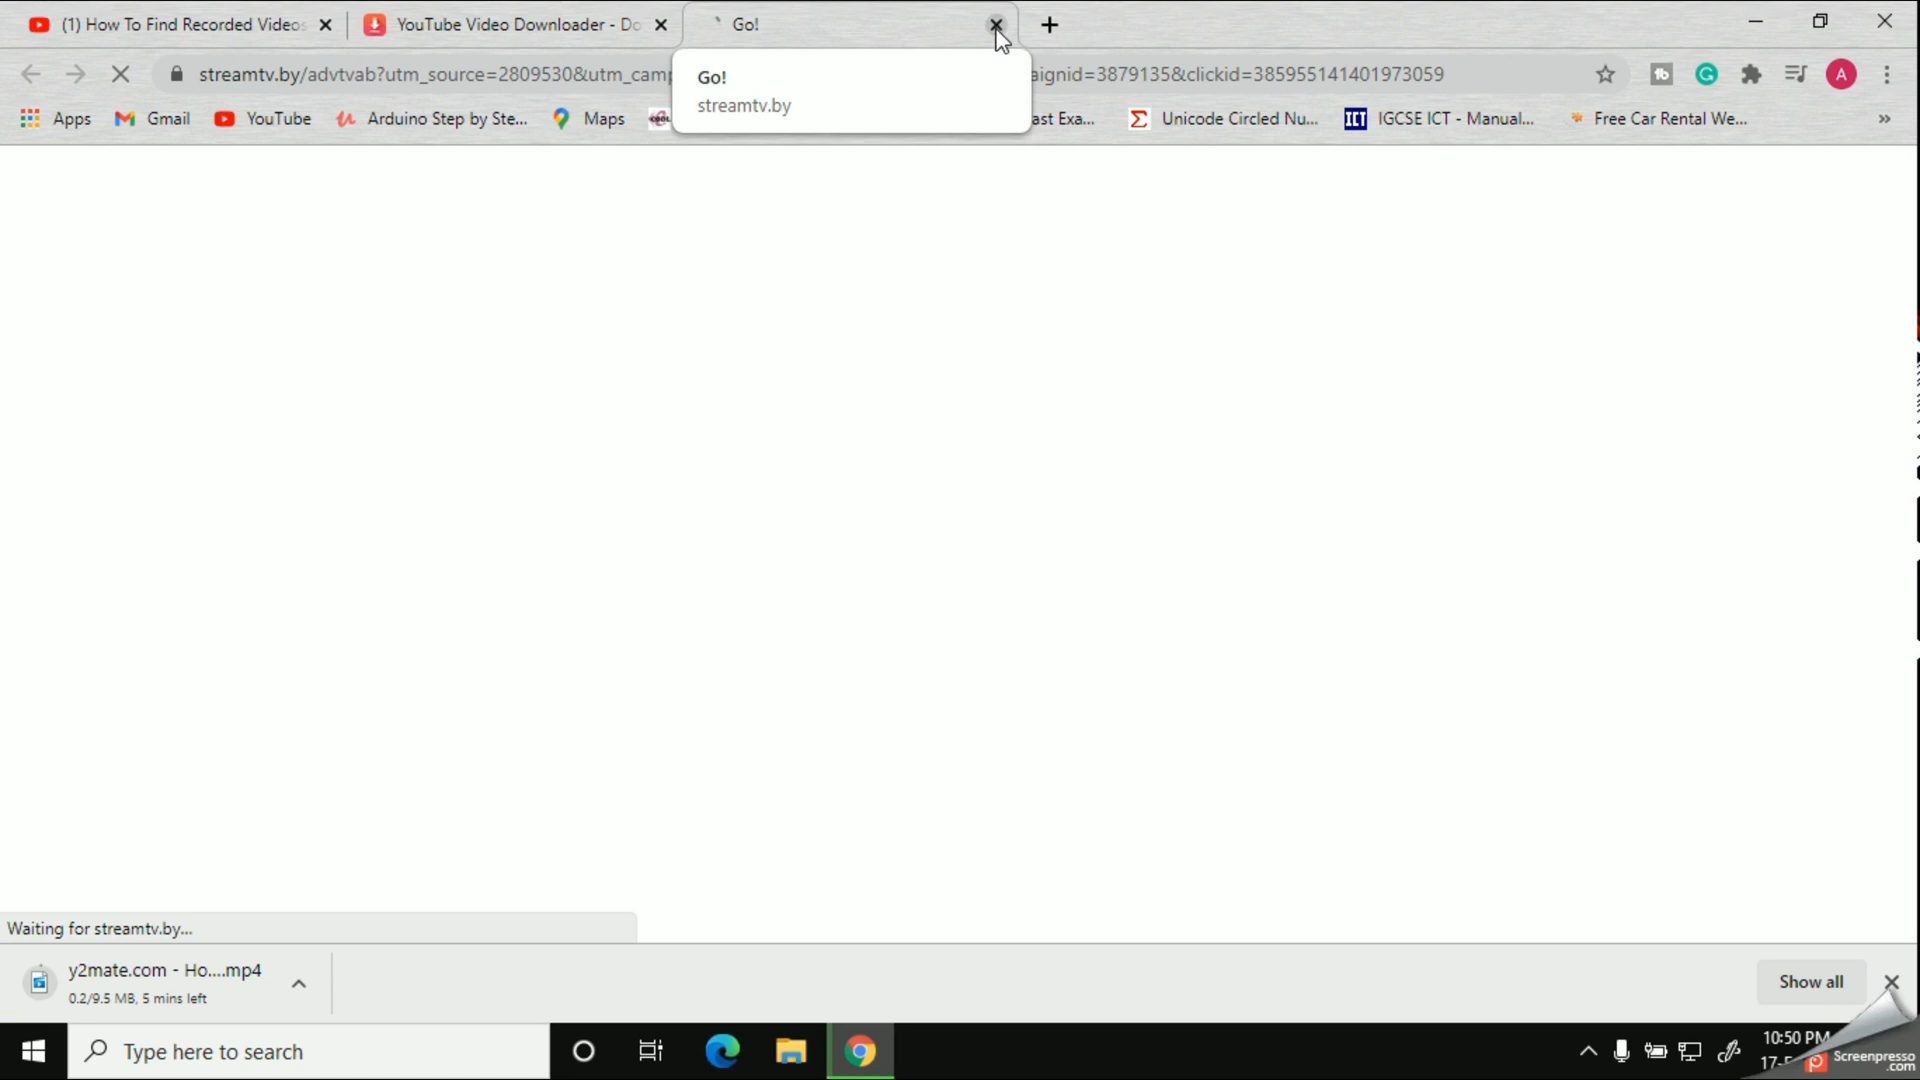 (1) How To Find Recorded Videos
YouTube Video Downloader - Do
Go!
streamtv.by/advtvab?utm_source=2809530&utm_camp
aignid=3879135&clickid=385955141401973059
Go!
streamtv.by
Apps
Gmail
YouTube
Arduino Step by Ste...
Maps
ast Exa...
Unicode Circled Nu...
ICT
IGCSE ICT - Manual...
Free Car Rental We...
A
Waiting for streamtv.by...
y2mate.com - Ho....mp4
0.2/9.5 MB, 5 mins left
Show all
Type here to search
10:50 PM
Screenpresso
.com